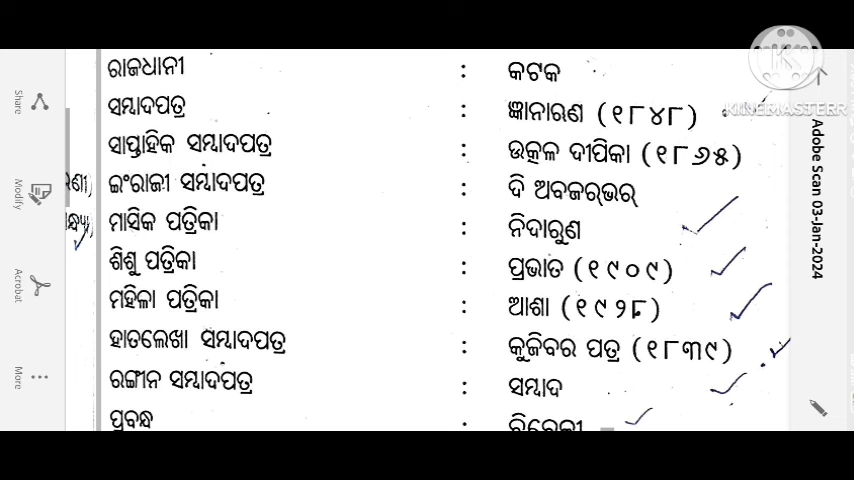 ରାଜଧାନୀ : କଟକ
ସମ୍ବାଦପତ୍ର : ଜ୍ଞାନାରଣ (୧୮୪୮)
ସାପ୍ତାହିକ ସମ୍ବାଦପତ୍ର : ଉତ୍କଳ ଦୀପିକା (୧୮୬୫)
ଇଂରାଜୀ ସମ୍ବାଦପତ୍ର : ଦି ଅବଜର୍‌ଭର୍
ମାସିକ ପତ୍ରିକା : ନିଦାରୁଣ
ଶିଶୁ ପତ୍ରିକା : ପ୍ରଭାତ (୧୯୦୯)
ମହିଳା ପତ୍ରିକା : ଆଶା (୧୯୨୮)
ହାତଲେଖା ସମ୍ବାଦପତ୍ର : କୁଜିବର ପତ୍ର (୧୮୩୯)
ରଙ୍ଗୀନ ସମ୍ବାଦପତ୍ର : ସମ୍ବାଦ
ପ୍ରବନ୍ଧ : ବିବେକୀ
KINEMASTER
Adobe Scan 03-Jan-2024
Share
Modify
Acrobat
More